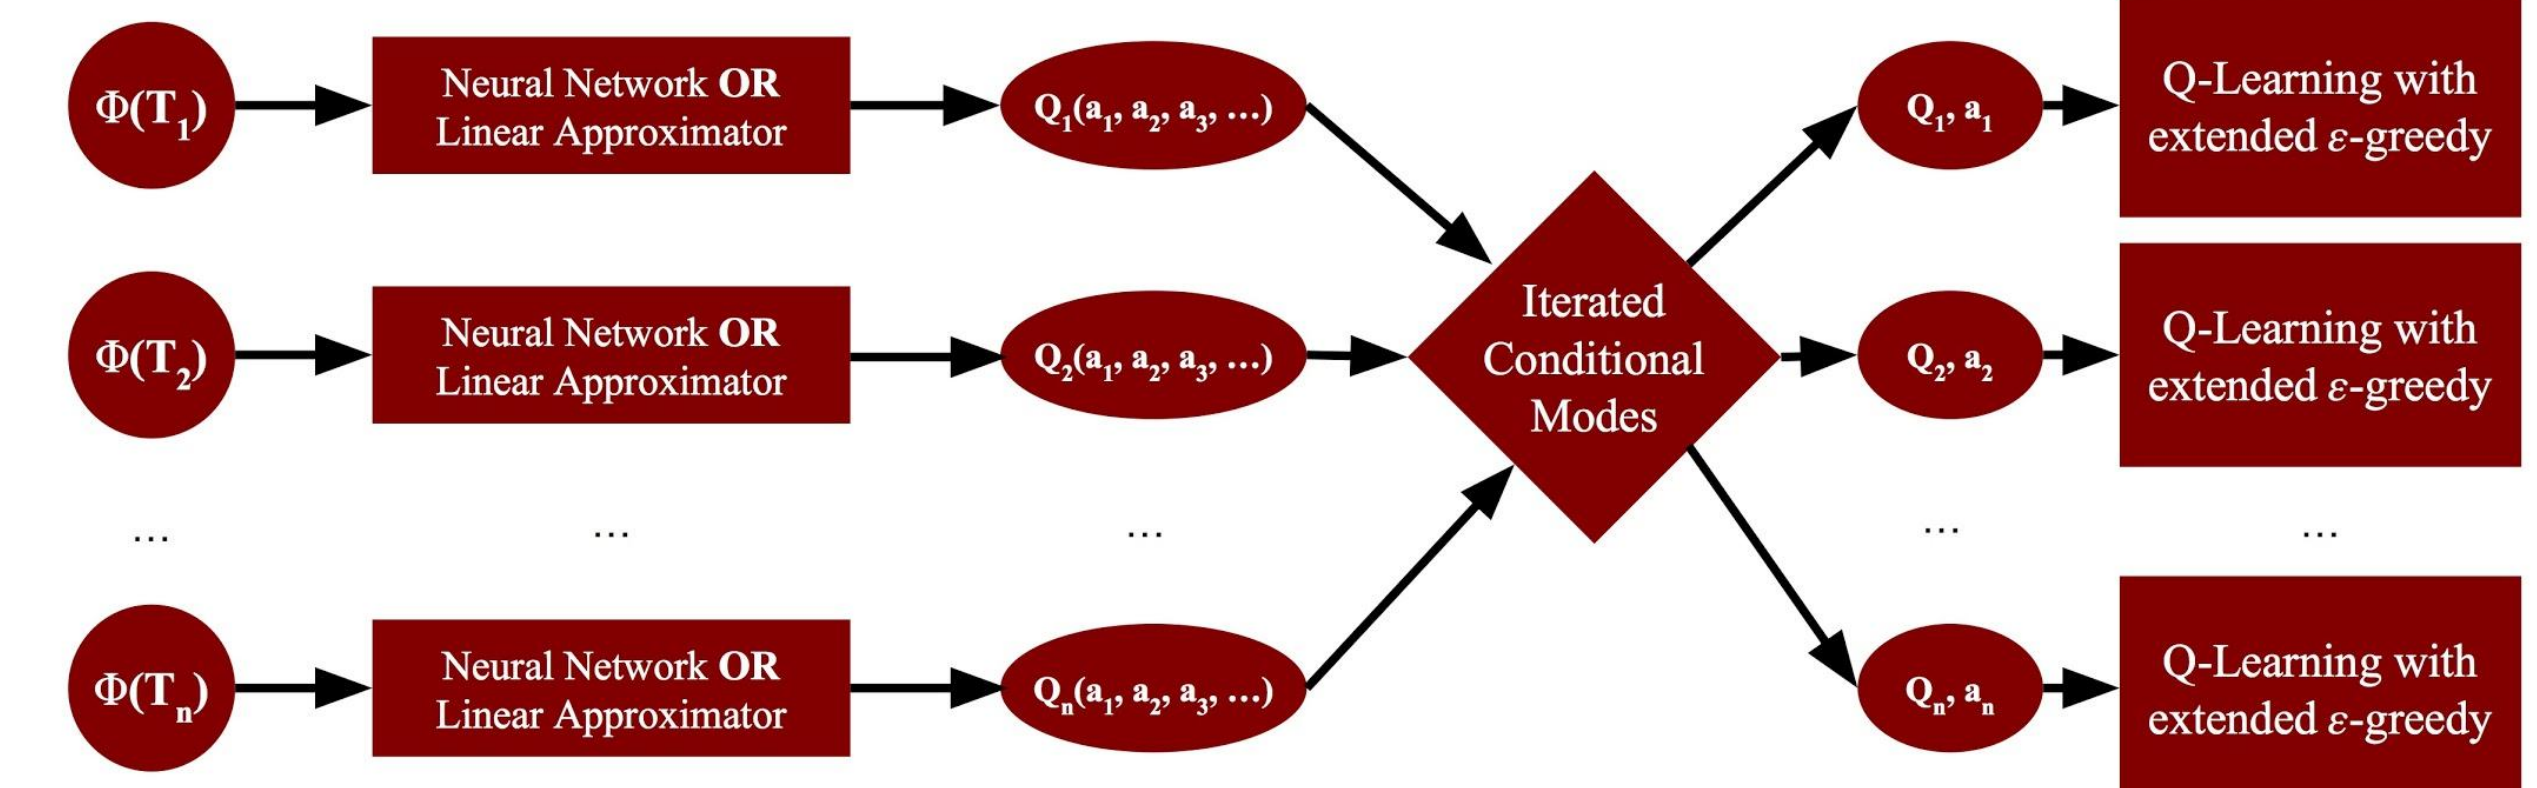 Φ(T₁)
Neural Network OR
Linear Approximator
Q₁(a₁, a₂, a₃, ...)
Q₁, a₁
Q-Learning with
extended ε-greedy
Φ(T₂)
Neural Network OR
Linear Approximator
Q₂(a₁, a₂, a₃, ...)
Iterated
Conditional
Modes
Q₂, a₂
Q-Learning with
extended ε-greedy
... ... ... ... ...
Φ(Tₙ)
Neural Network OR
Linear Approximator
Qₙ(a₁, a₂, a₃, ...)
Qₙ, aₙ
Q-Learning with
extended ε-greedy